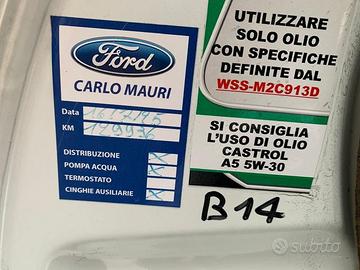 Ford
CARLO MAURI
Data
KM
DISTRIBUZIONE X
POMPA ACQUA X
TERMOSTATO
CINGHIE AUSILIARIE X
UTILIZZARE
SOLO OLIO
CON SPECIFICHE
DEFINITE DAL
WSS-M2C913D
SI CONSIGLIA
L'USO DI OLIO
CASTROL
A5 5W-30
B14
subito